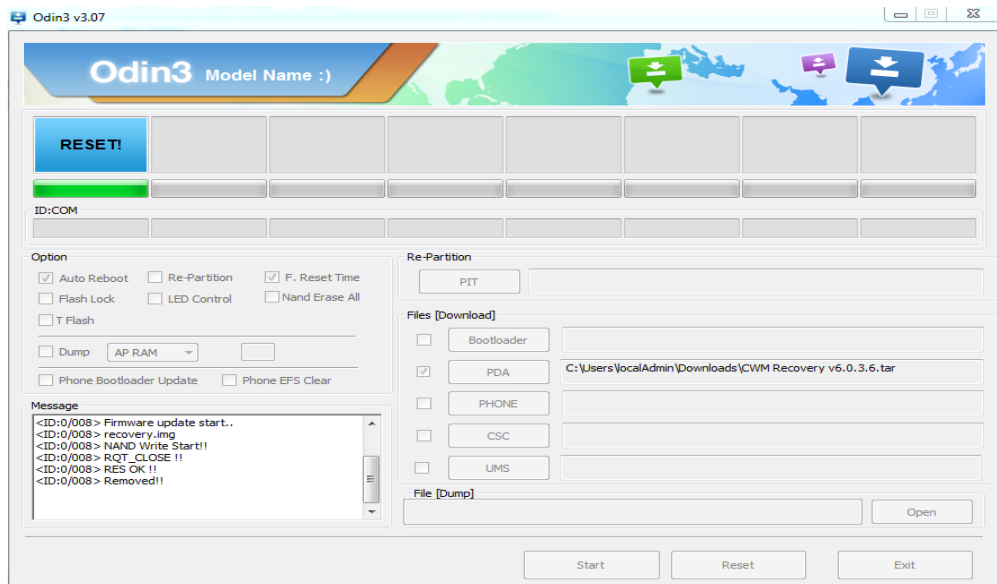 Odin3 v3.07
Odin3 Model Name :)
RESET!
ID:COM
Option
Auto Reboot Re-Partition F. Reset Time
Flash Lock LED Control Nand Erase All
T Flash
Dump AP RAM
Phone Bootloader Update Phone EFS Clear
Message
<ID:0/008> Firmware update start..
<ID:0/008> recovery.img
<ID:0/008> NAND Write Start!!
<ID:0/008> RQT_CLOSE !!
<ID:0/008> RES OK !!
<ID:0/008> Removed!!
Re-Partition
PIT
Files [Download]
Bootloader
PDA C:\Users\localAdmin\Downloads\CWM Recovery v6.0.3.6.tar
PHONE
CSC
UMS
File [Dump]
Open
Start Reset Exit